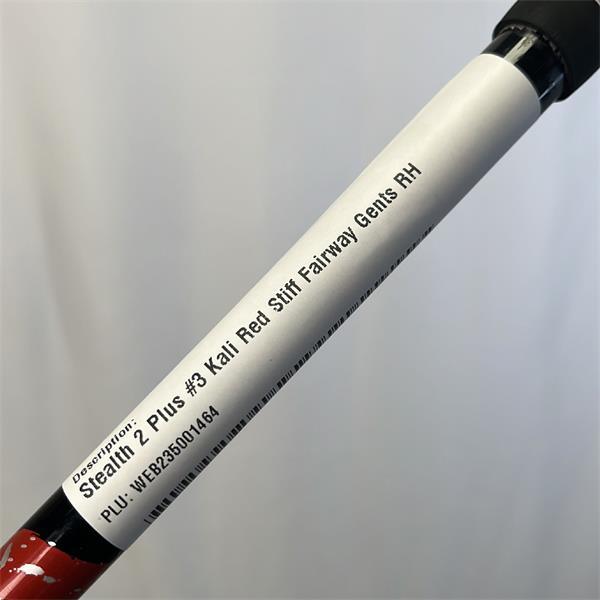 Description:
Stealth 2 Plus #3 Kali Red Stiff Fairway Gents RH
PLU: WEB235001464